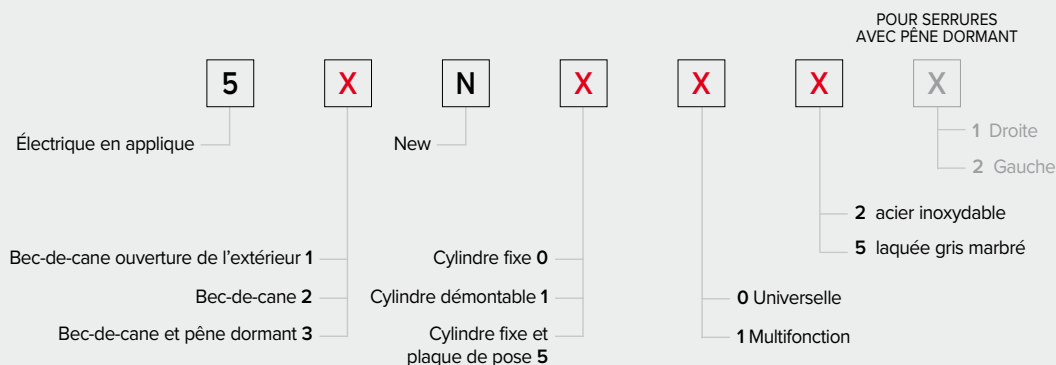 POUR SERRURES
AVEC PÊNE DORMANT
5 X N X X X X
Électrique en applique
New
1 Droite
2 Gauche
2 acier inoxydable
5 laquée gris marbré
Bec-de-cane ouverture de l'extérieur 1
Bec-de-cane 2
Bec-de-cane et pêne dormant 3
Cylindre fixe 0
Cylindre démontable 1
Cylindre fixe et
plaque de pose 5
0 Universelle
1 Multifonction